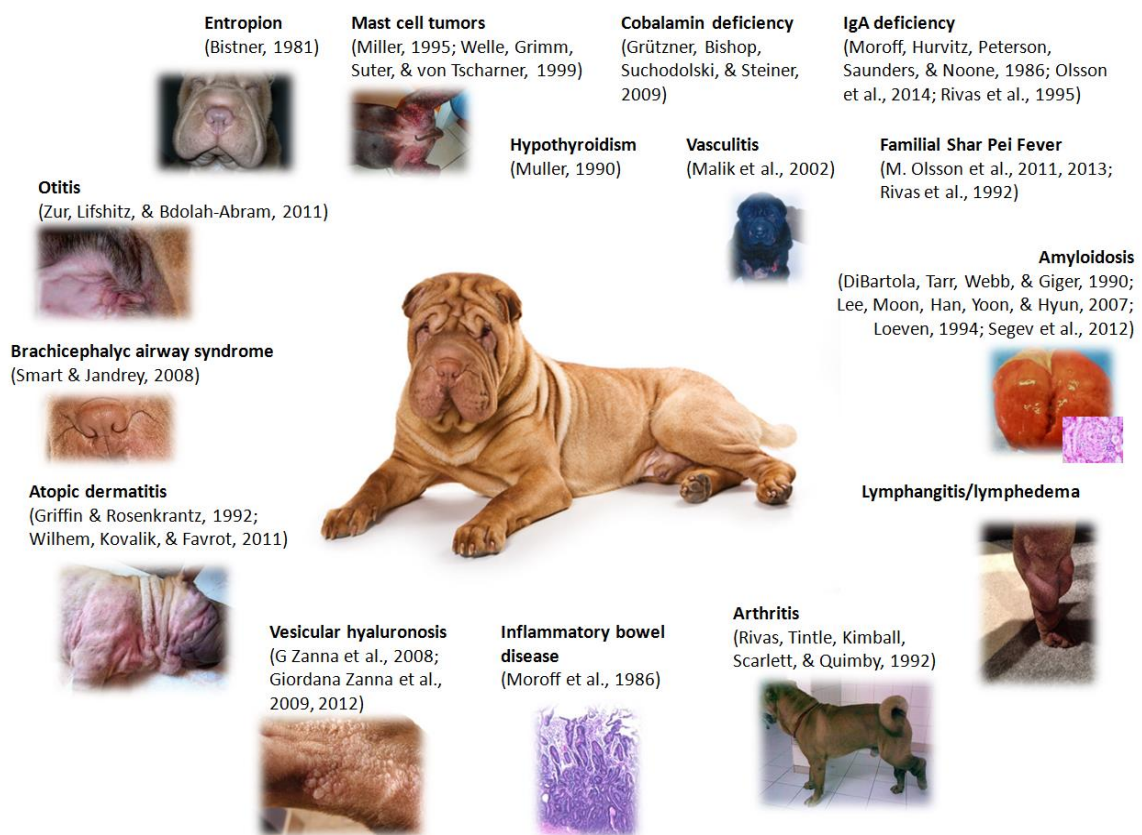 Entropion
(Bistner, 1981)
Mast cell tumors
(Miller, 1995; Welle, Grimm,
Suter, & von Tscharner, 1999)
Cobalamin deficiency
(Grützner, Bishop,
Suchodolski, & Steiner,
2009)
IgA deficiency
(Moroff, Hurvitz, Peterson,
Saunders, & Noone, 1986; Olsson
et al., 2014; Rivas et al., 1995)
Hypothyroidism
(Muller, 1990)
Vasculitis
(Malik et al., 2002)
Familial Shar Pei Fever
(M. Olsson et al., 2011, 2013;
Rivas et al., 1992)
Otitis
(Zur, Lifshitz, & Bdolah-Abram, 2011)
Amyloidosis
(DiBartola, Tarr, Webb, & Giger, 1990;
Lee, Moon, Han, Yoon, & Hyun, 2007;
Loeven, 1994; Segev et al., 2012)
Brachicephalyc airway syndrome
(Smart & Jandrey, 2008)
Atopic dermatitis
(Griffin & Rosenkrantz, 1992;
Wilhem, Kovalik, & Favrot, 2011)
Lymphangitis/lymphedema
Vesicular hyaluronosis
(G Zanna et al., 2008;
Giordana Zanna et al.,
2009, 2012)
Inflammatory bowel
disease
(Moroff et al., 1986)
Arthritis
(Rivas, Tintle, Kimball,
Scarlett, & Quimby, 1992)